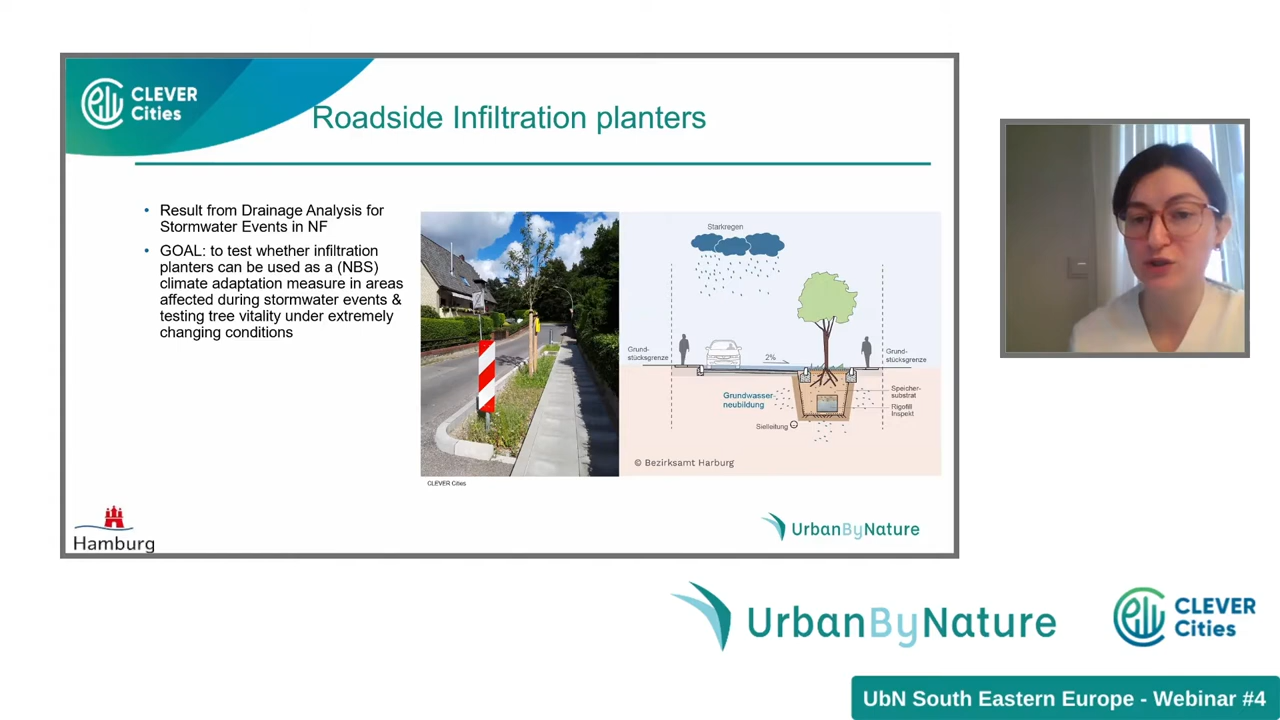 CLEVER
Cities
Roadside Infiltration planters
• Result from Drainage Analysis for
Stormwater Events in NF
• GOAL: to test whether infiltration
planters can be used as a (NBS)
climate adaptation measure in areas
affected during stormwater events &
testing tree vitality under extremely
changing conditions
CLEVER Cities
Starkregen
Grund-
stücksgrenze
2%
Grund-
stücksgrenze
Grundwasser-
neubildung
Speicher-
substrat
Rigofill
Inspekt
Sielleitung
© Bezirksamt Harburg
Hamburg
UrbanByNature
UrbanByNature
CLEVER
Cities
UbN South Eastern Europe - Webinar #4